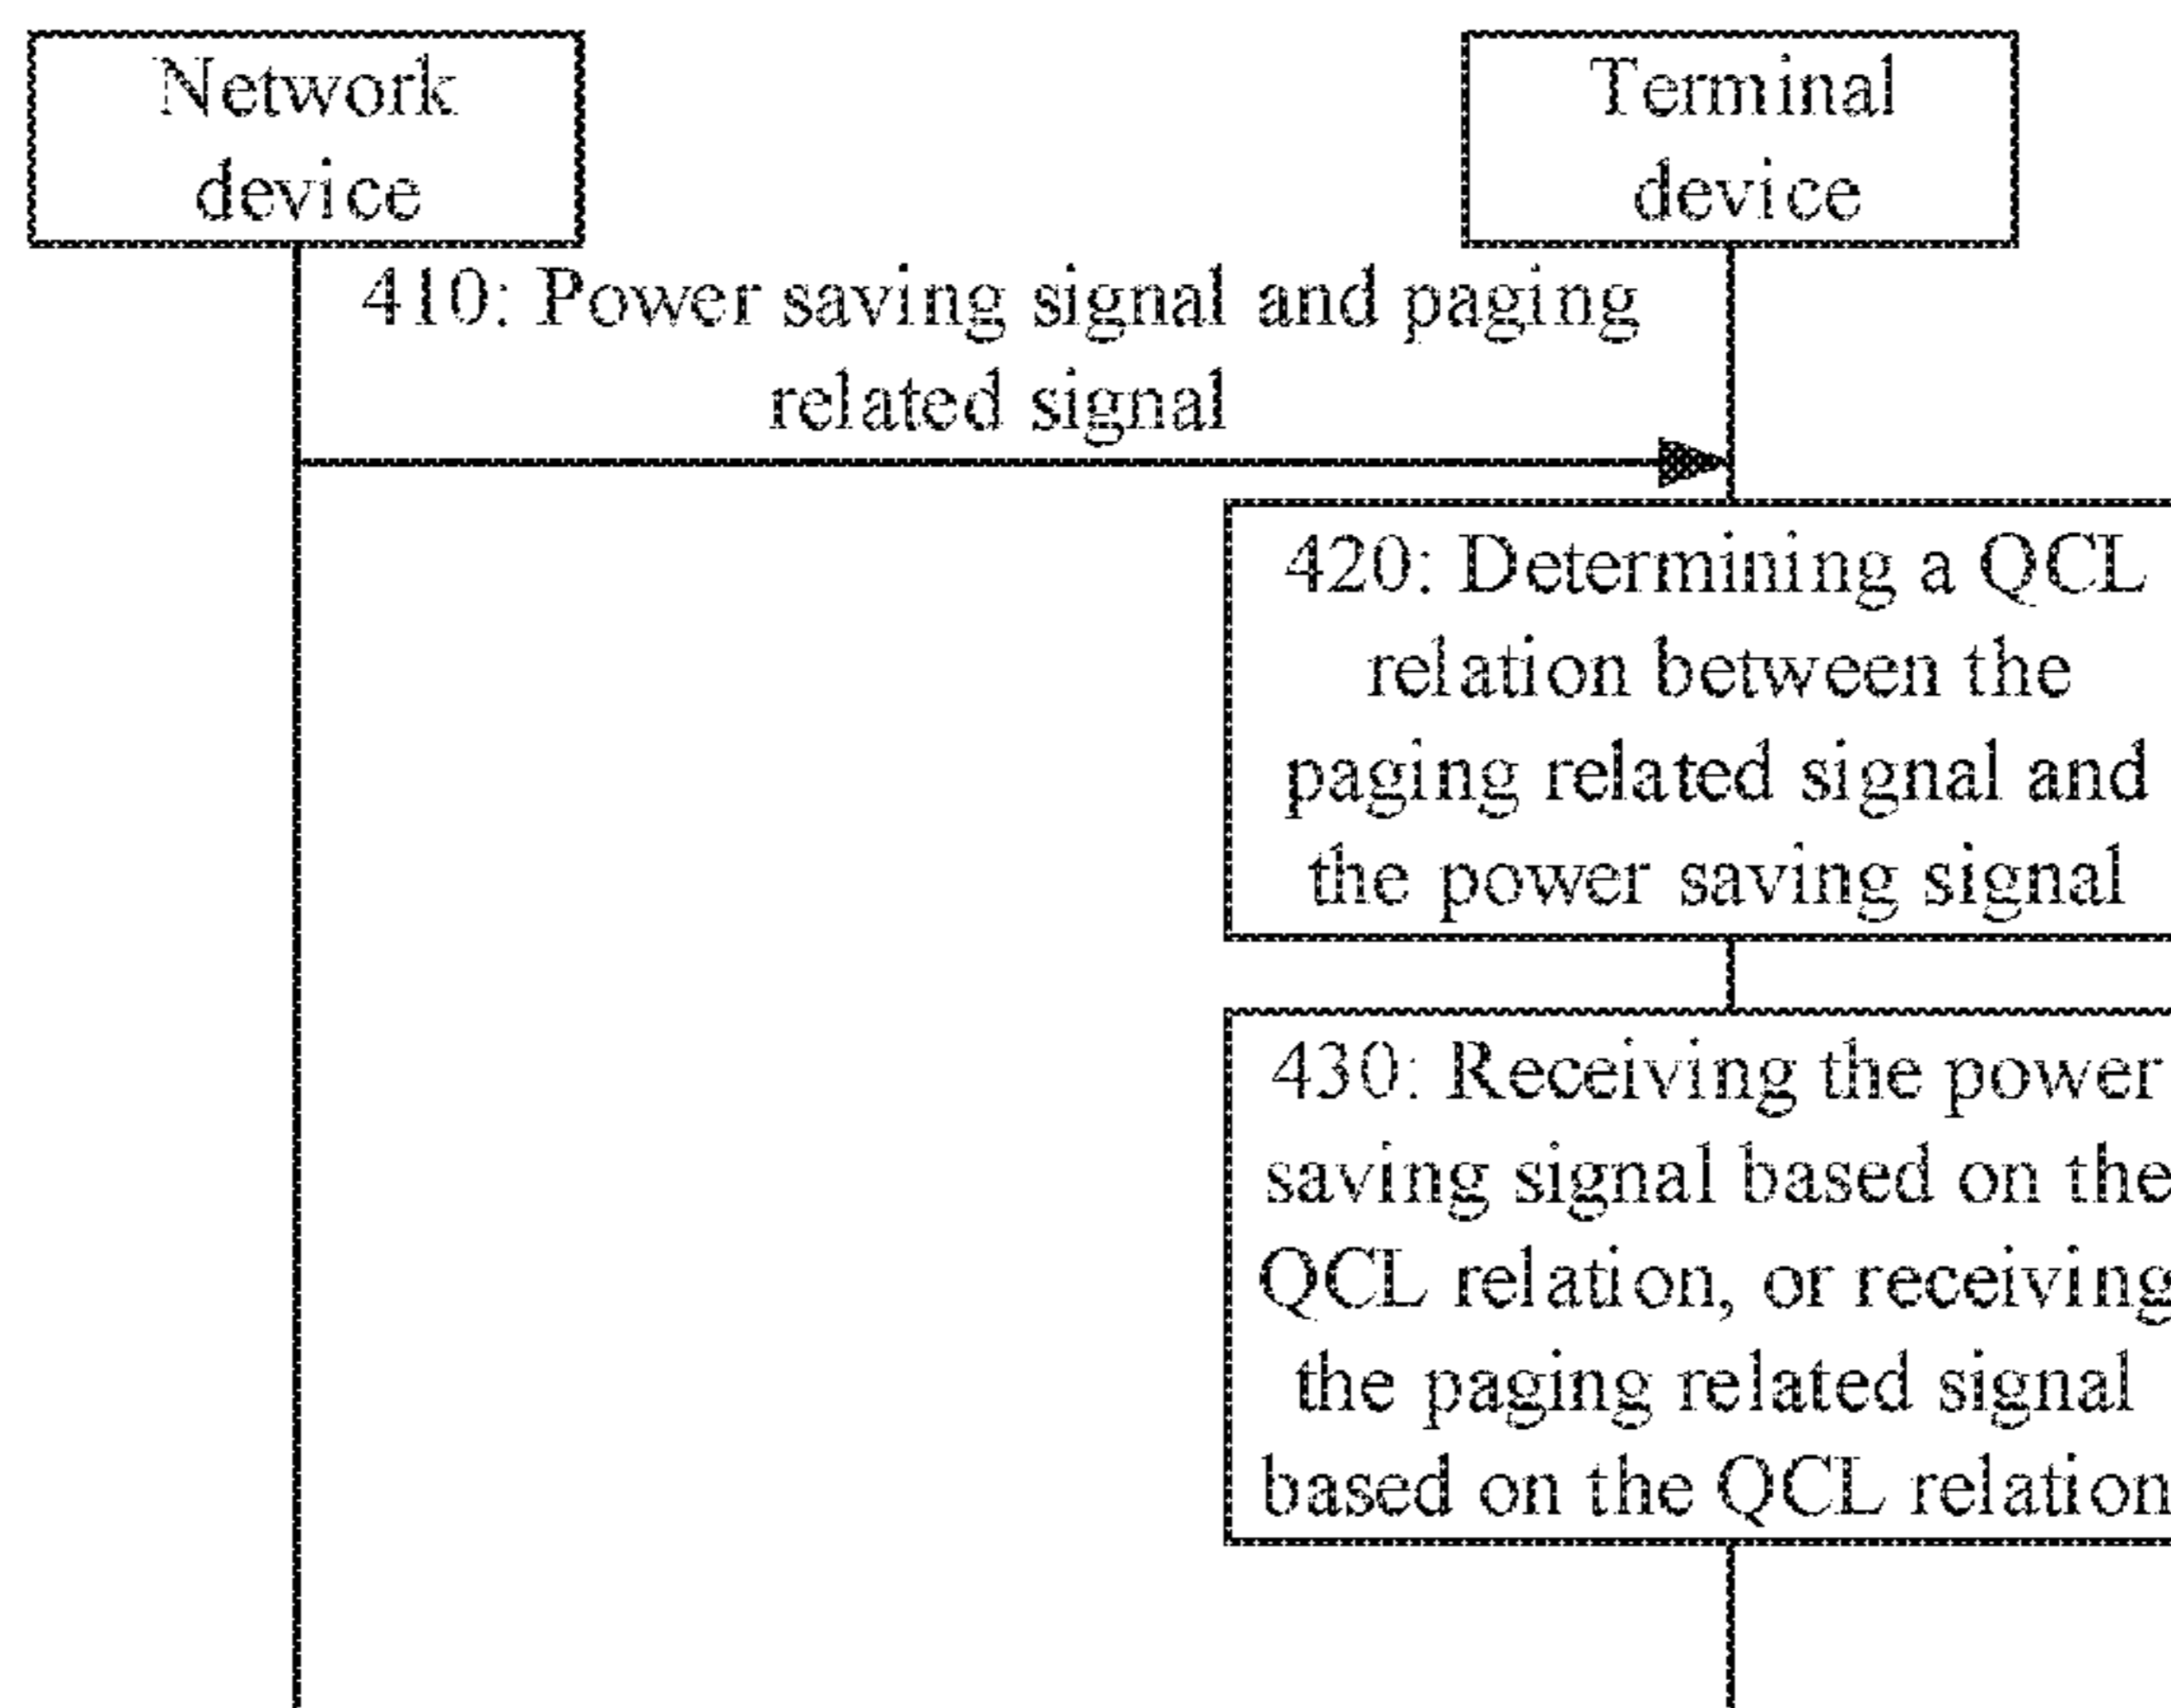 Network
device
Terminal
device
410: Power saving signal and paging
related signal
420: Determining a QCL
relation between the
paging related signal and
the power saving signal
430: Receiving the power
saving signal based on the
QCL relation, or receiving
the paging related signal
based on the QCL relation